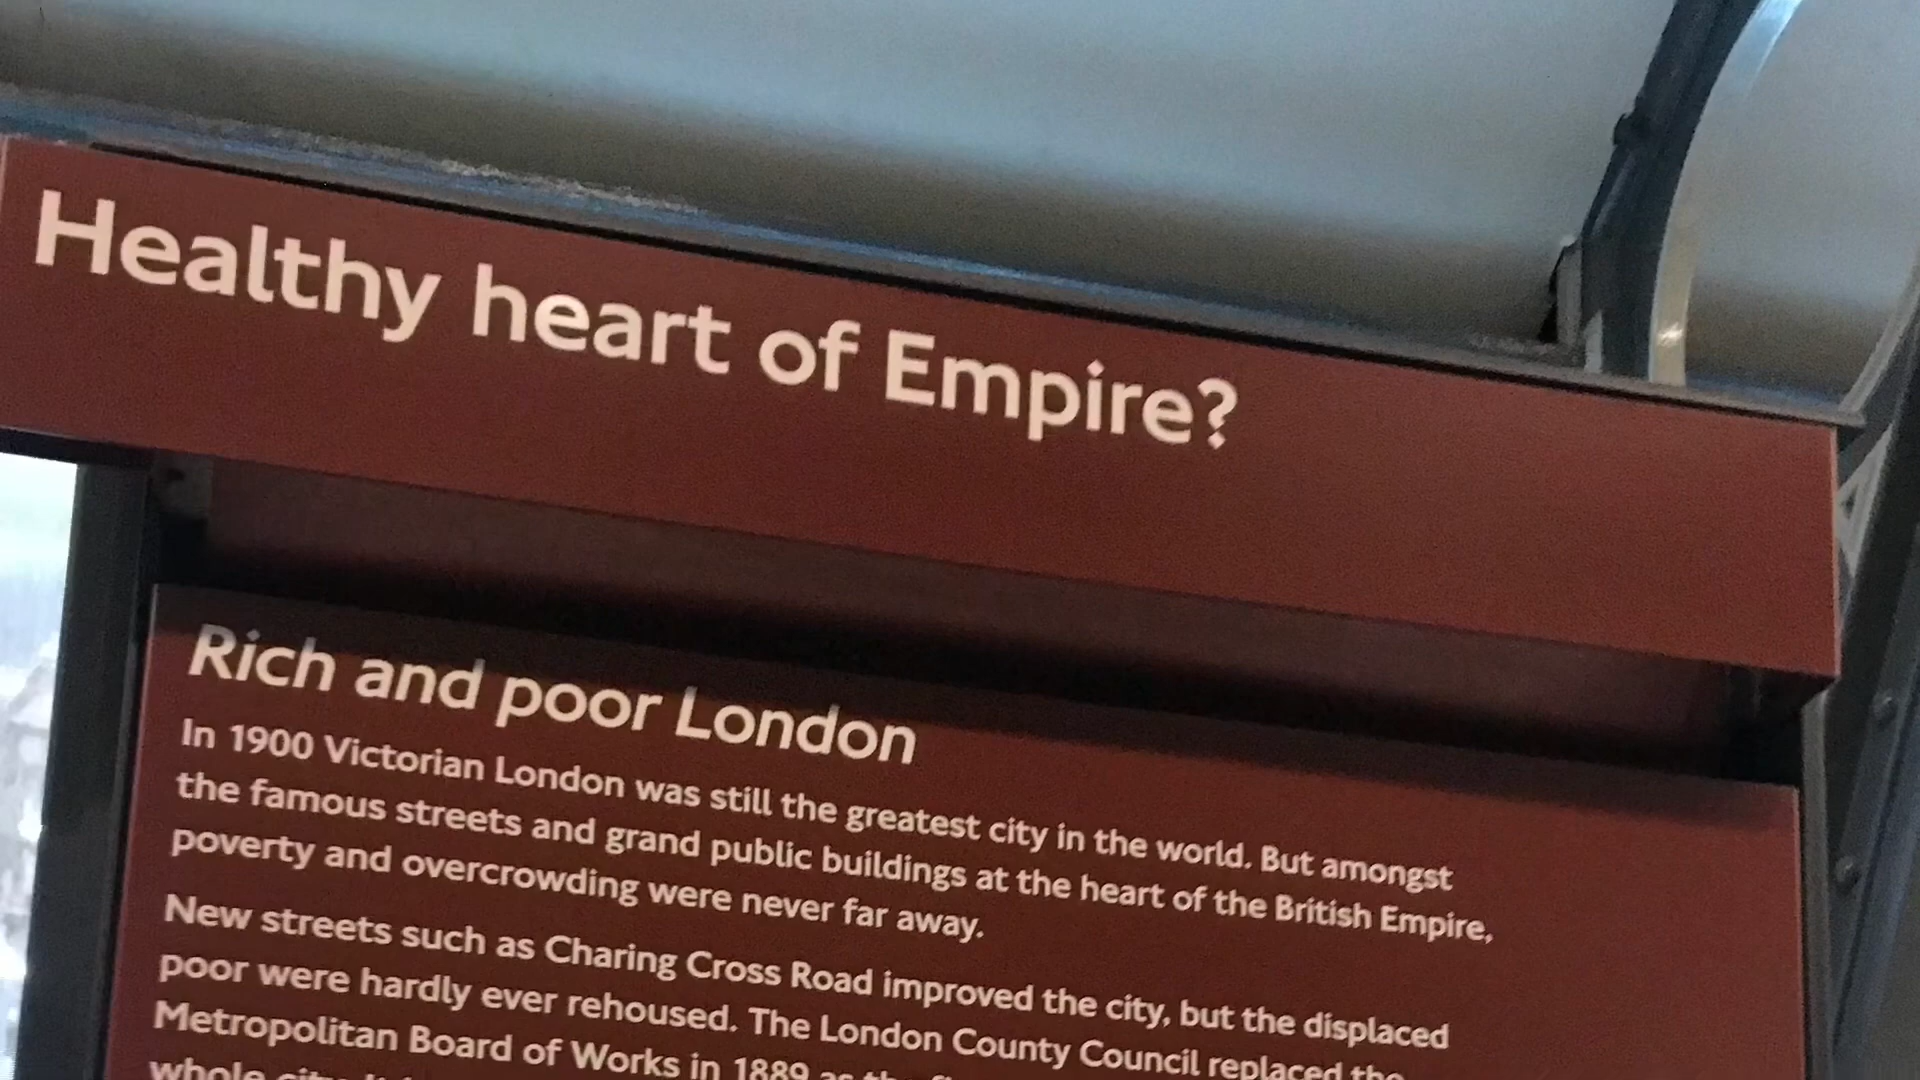 Healthy heart of Empire?
Rich and poor London
In 1900 Victorian London was still the greatest city in the world. But amongst
the famous streets and grand public buildings at the heart of the British Empire,
poverty and overcrowding were never far away.
New streets such as Charing Cross Road improved the city, but the displaced
poor were hardly ever rehoused. The London County Council replaced the
Metropolitan Board of Works in 1889 as the
whole city